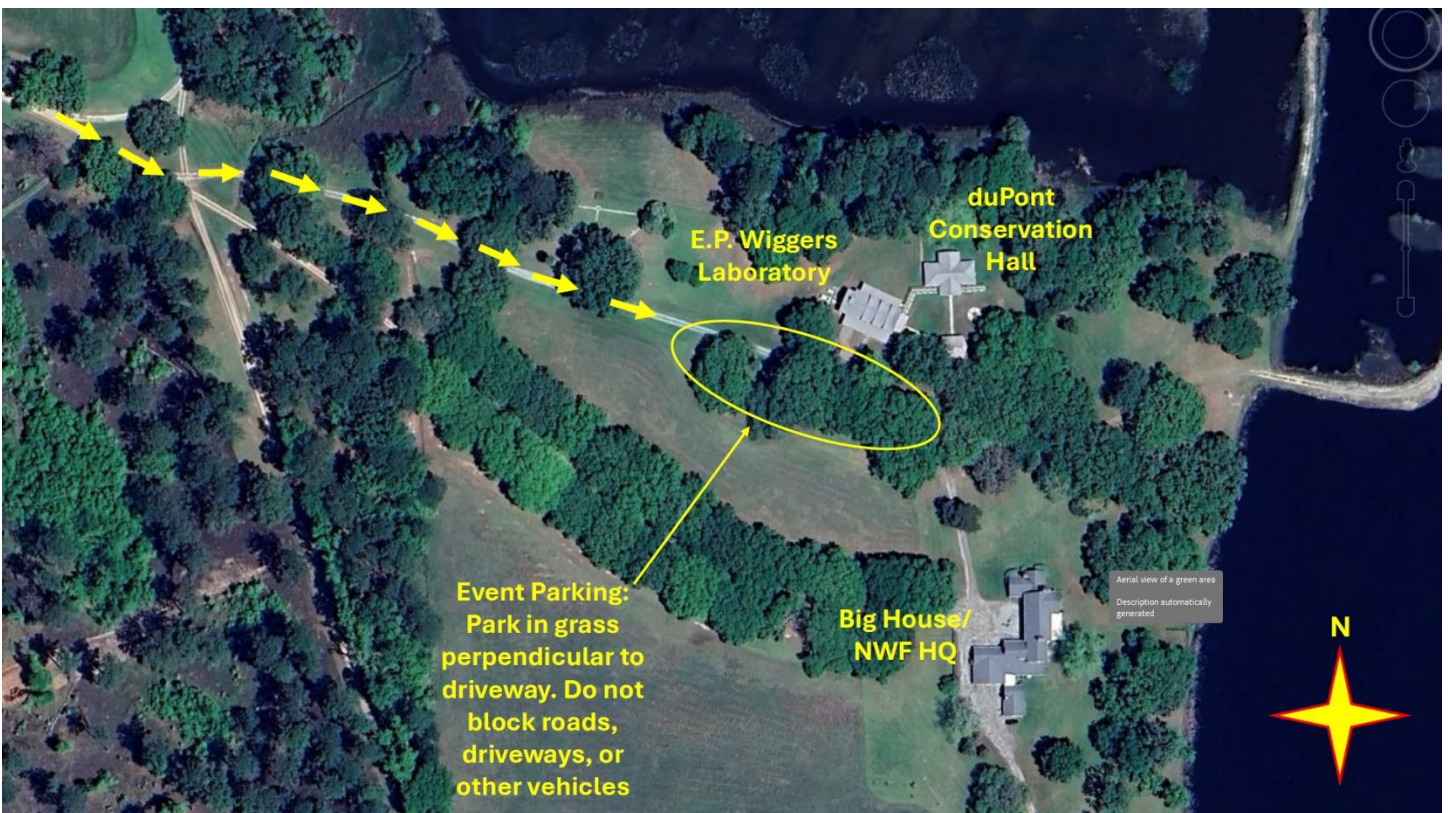 duPont
Conservation
Hall
E.P. Wiggers
Laboratory
Event Parking:
Park in grass
perpendicular to
driveway. Do not
block roads,
driveways, or
other vehicles
Big House/
NWF HQ
Aerial view of a green area
Description automatically
generated
N